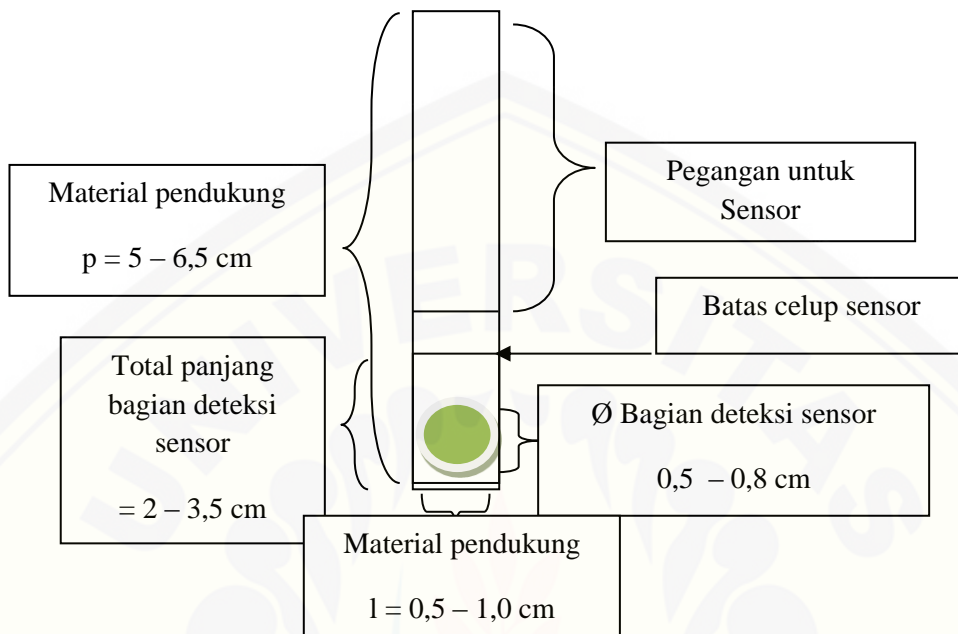 Material pendukung
p = 5 – 6,5 cm
Pegangan untuk
Sensor
Batas celup sensor
Total panjang
bagian deteksi
sensor
= 2 – 3,5 cm
Ø Bagian deteksi sensor
0,5 – 0,8 cm
Material pendukung
l = 0,5 – 1,0 cm
UNIVERSITAS